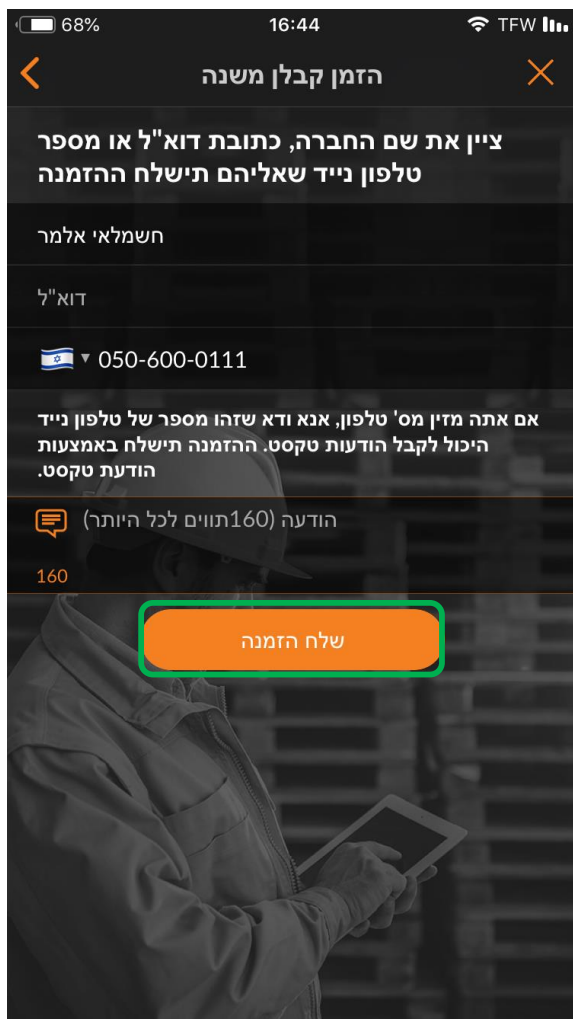 68% 16:44 TFW
הזמן קבלן משנה
ציין את שם החברה, כתובת דוא"ל או מספר
טלפון נייד שאליהם תישלח ההזמנה
חשמלאי אלמר
דוא"ל
050-600-0111
אם אתה מזין מס' טלפון, אנא ודא שזהו מספר של טלפון נייד
היכול לקבל הודעות טקסט. ההזמנה תישלח באמצעות
הודעת טקסט.
הודעה (160תווים לכל היותר)
160
שלח הזמנה